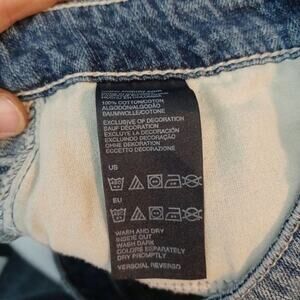 100% COTTON/COTON
ALGODÓN/ALGODÃO
BAUMWOLLE/COTONE
EXCLUSIVE OF DECORATION
SAUF DÉCORATION
EXCLUYE LA DECORACIÓN
EXCLUINDO DECORAÇÃO
OHNE DEKORATION
ECCETTO DECORAZIONE
US
EU
WASH AND DRY
INSIDE OUT
WASH DARK
COLORS SEPARATELY
DRY PROMPTLY
VERSO/AL REVERSO